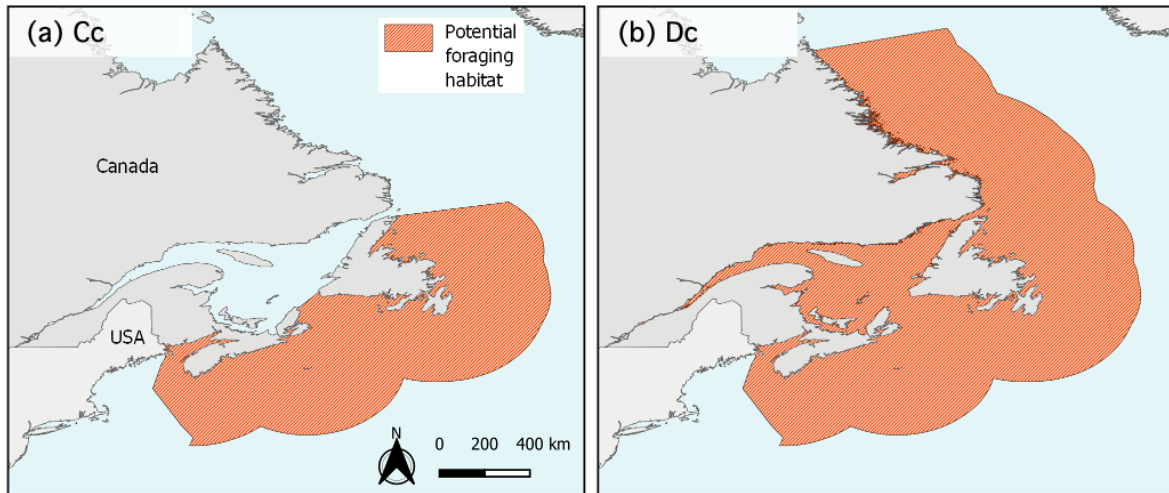 (a) Cc
Potential
foraging
habitat
Canada
USA
N
0 200 400 km
(b) Dc